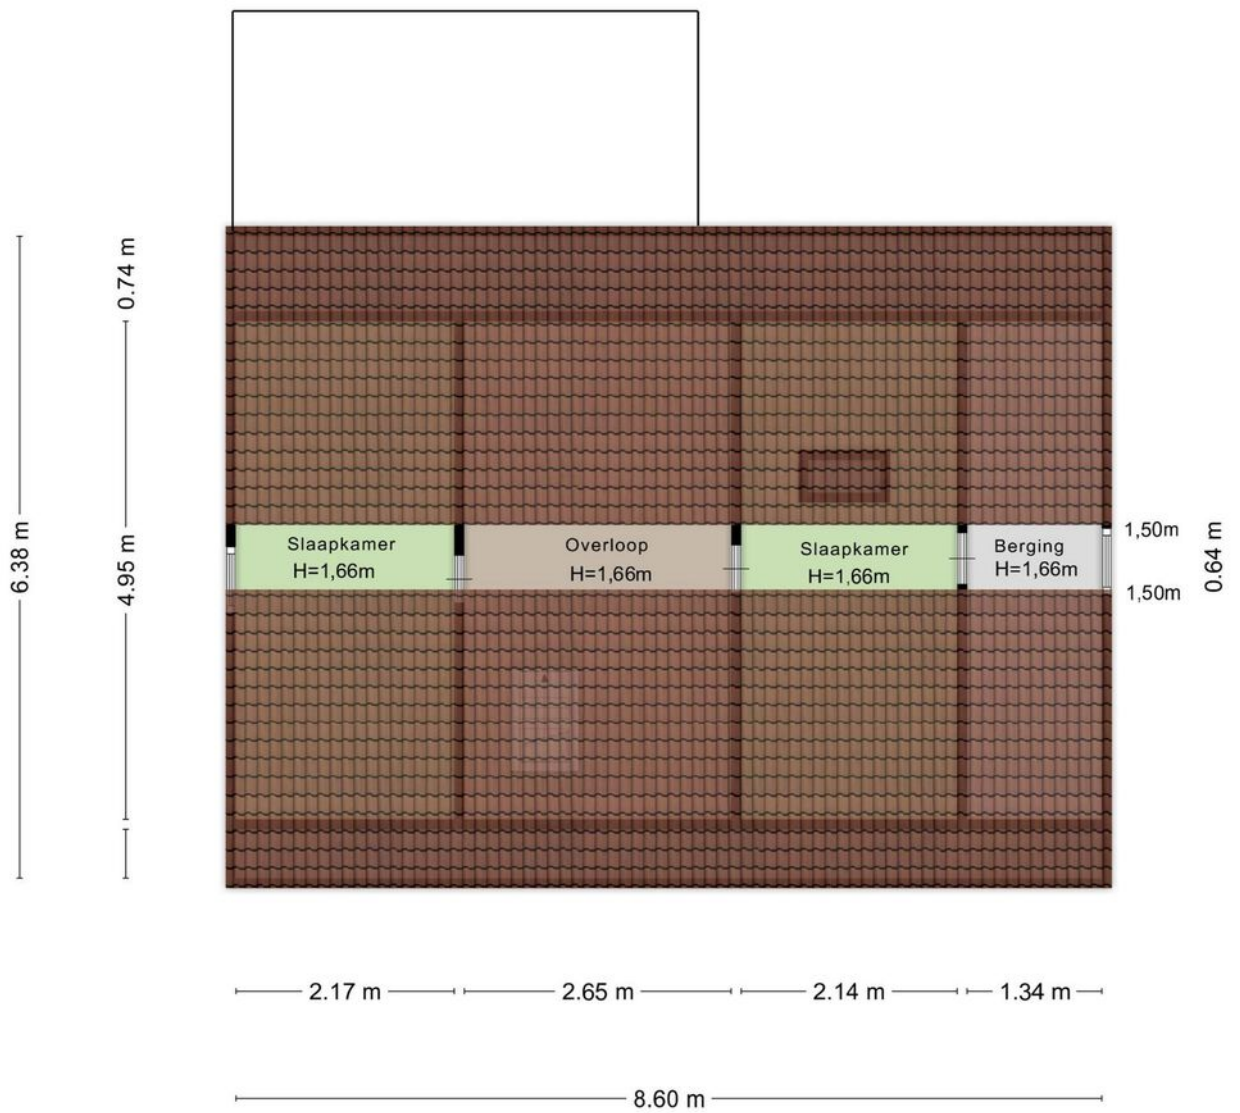 0.74 m
6.38 m
4.95 m
Slaapkamer
H=1,66m
Overloop
H=1,66m
Slaapkamer
H=1,66m
Berging
H=1,66m
1,50m
1,50m
0.64 m
2.17 m
2.65 m
2.14 m
1.34 m
8.60 m